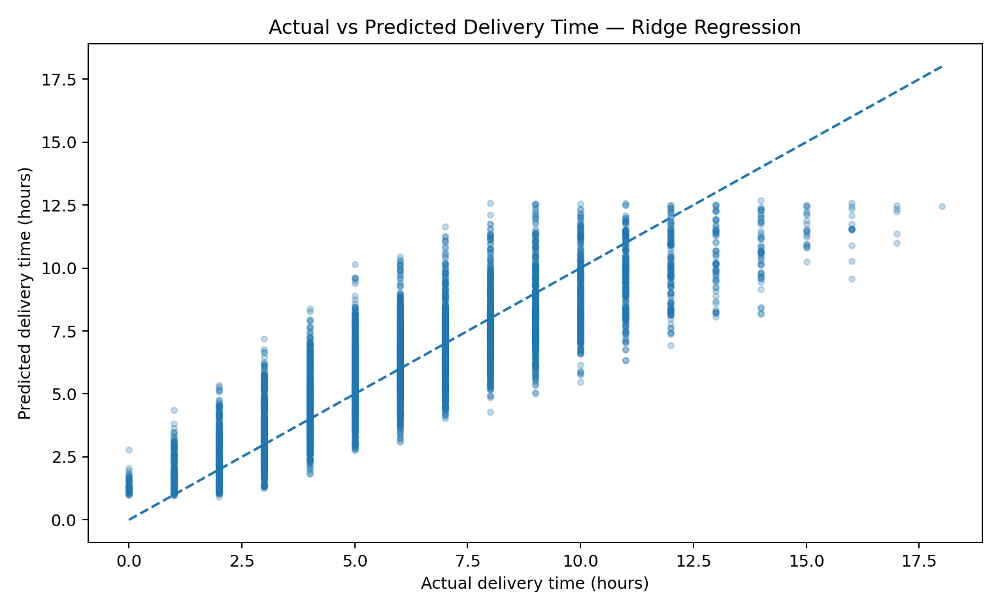 Actual vs Predicted Delivery Time — Ridge Regression
Predicted delivery time (hours)
17.5
15.0
12.5
10.0
7.5
5.0
2.5
0.0
0.0 2.5 5.0 7.5 10.0 12.5 15.0 17.5
Actual delivery time (hours)